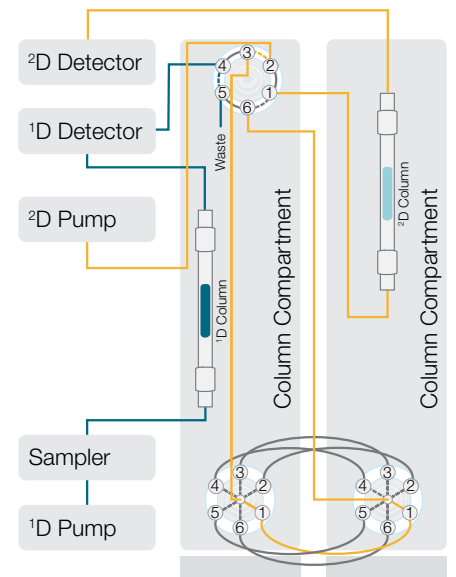 ²D Detector
¹D Detector
²D Pump
Sampler
¹D Pump
3
4
2
5
1
6
Waste
¹D Column
Column Compartment
²D Column
Column Compartment
3
4
2
5
1
6
3
4
2
5
1
6